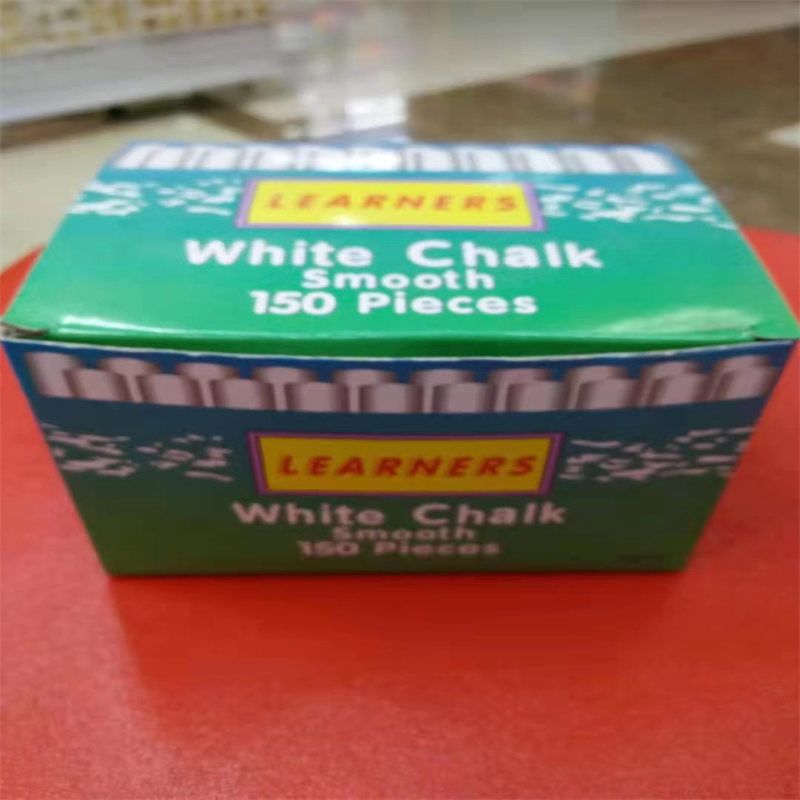 LEARNERS
White Chalk
Smooth
150 Pieces
LEARNERS
White Chalk
Smooth
150 Pieces